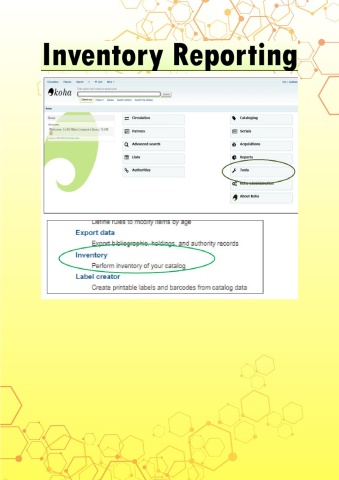 Inventory Reporting
koha
Circulation
Patrons
Advanced search
Lists
Authorities
Cataloging
Serials
Acquisitions
Reports
Tools
Koha administration
About Koha
Define rules to modify items by age
Export data
Export bibliographic, holdings, and authority records
Inventory
Perform inventory of your catalog
Label creator
Create printable labels and barcodes from catalog data